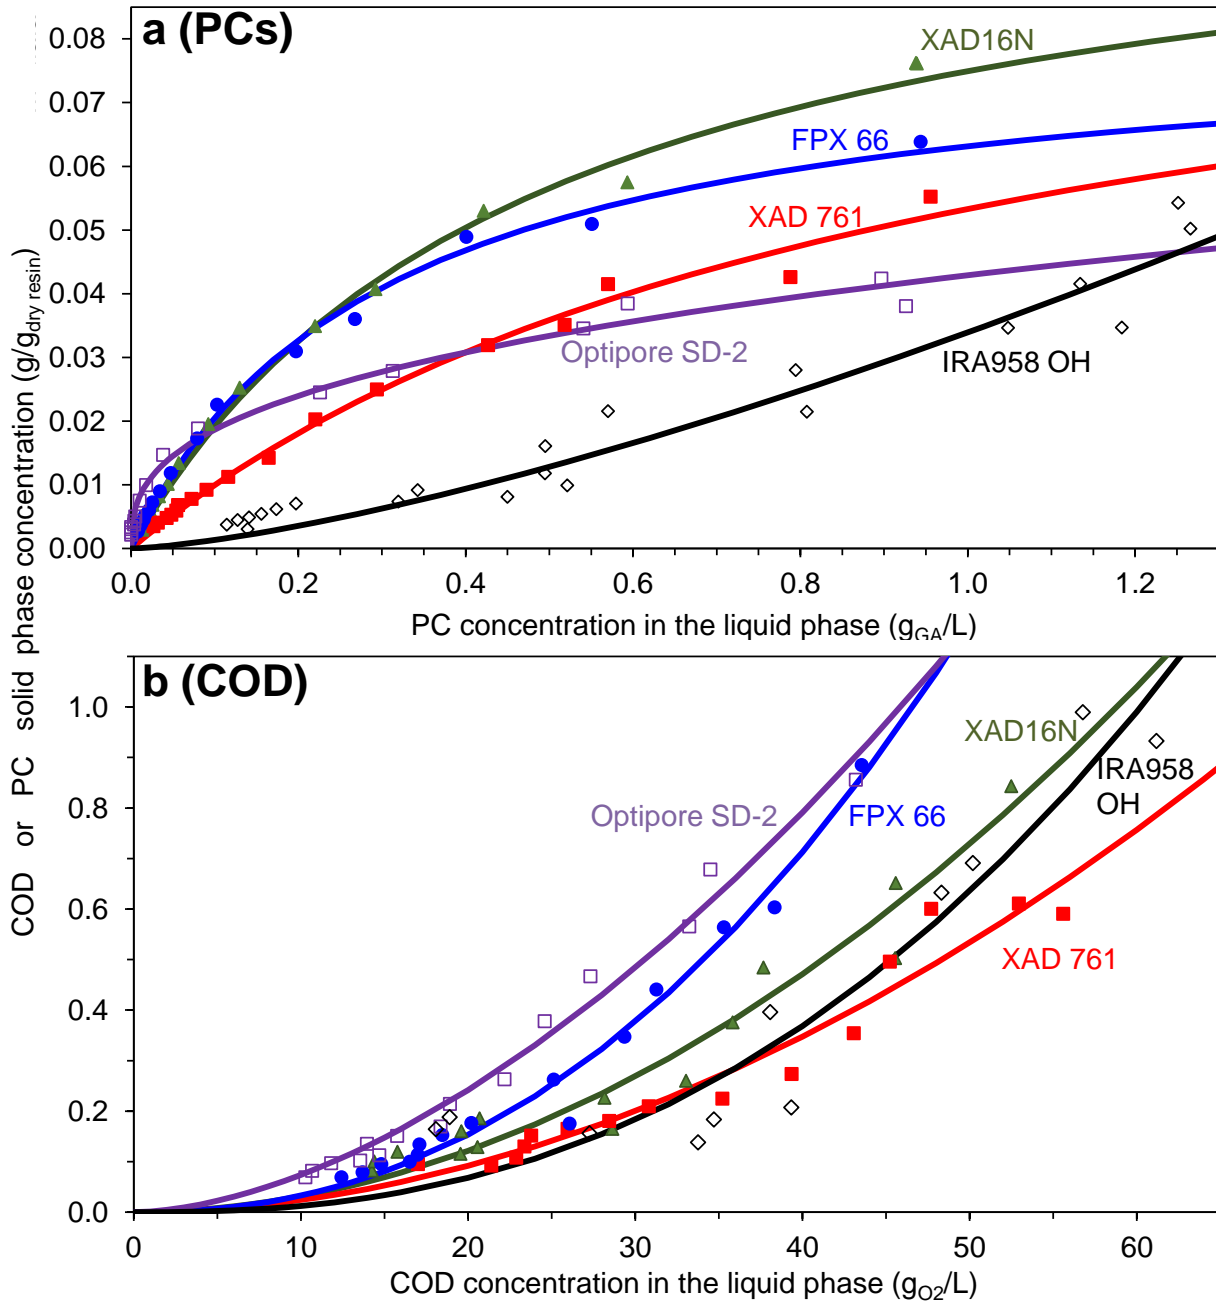 a (PCs)
XAD16N
FPX 66
XAD 761
Optipore SD-2
IRA958 OH
0.08
0.07
0.06
0.05
0.04
0.03
0.02
0.01
0.00
0.0 0.2 0.4 0.6 0.8 1.0 1.2
PC concentration in the liquid phase (gGA/L)
COD or PC solid phase concentration (g/gdry resin)
b (COD)
XAD16N
IRA958
OH
Optipore SD-2
FPX 66
XAD 761
1.0
0.8
0.6
0.4
0.2
0.0
0 10 20 30 40 50 60
COD concentration in the liquid phase (gO2/L)